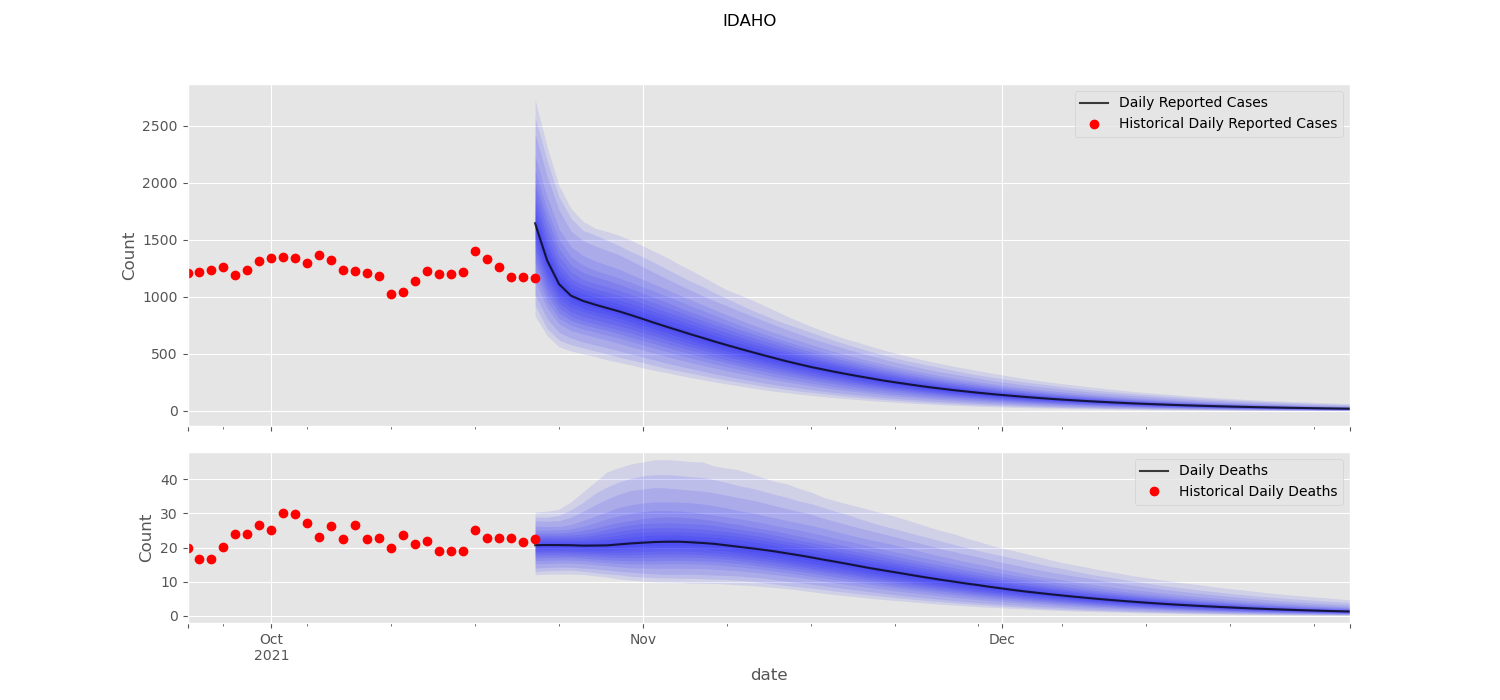 IDAHO
Daily Reported Cases
Historical Daily Reported Cases
2500
2000
1500
1000
500
0
Count
Daily Deaths
Historical Daily Deaths
40
30
20
10
0
Count
Oct
2021
Nov
Dec
date